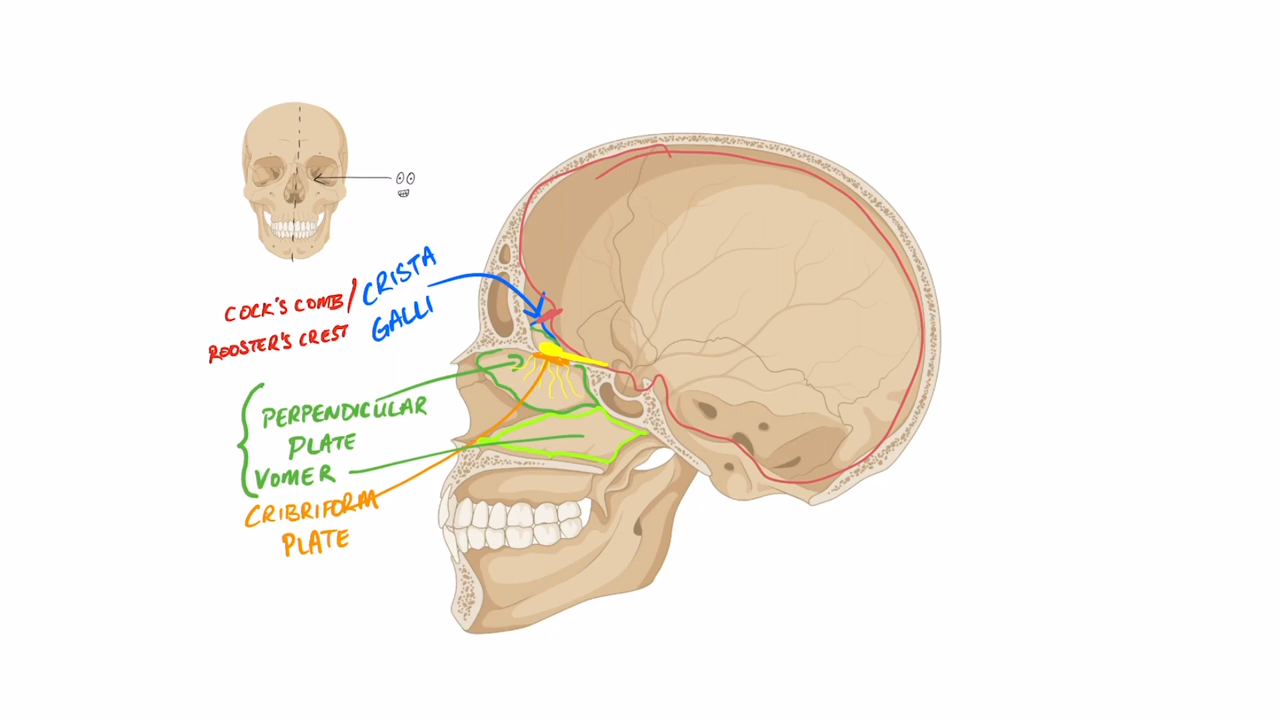 COCK'S COMB/CRISTA
ROOSTER'S CREST GALLI
PERPENDICULAR
PLATE
VOMER
CRIBRIFORM
PLATE